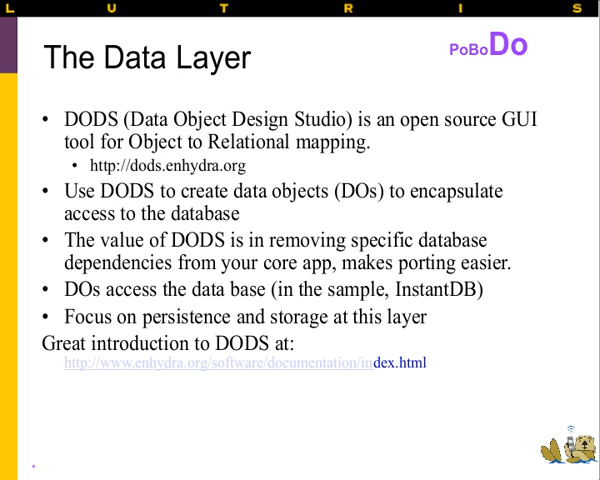 L U T R I S
The Data Layer
PoBoDo
• DODS (Data Object Design Studio) is an open source GUI
tool for Object to Relational mapping.
• http://dods.enhydra.org
• Use DODS to create data objects (DOs) to encapsulate
access to the database
• The value of DODS is in removing specific database
dependencies from your core app, makes porting easier.
• DOs access the data base (in the sample, InstantDB)
• Focus on persistence and storage at this layer
Great introduction to DODS at:
http://www.enhydra.org/software/documentation/index.html